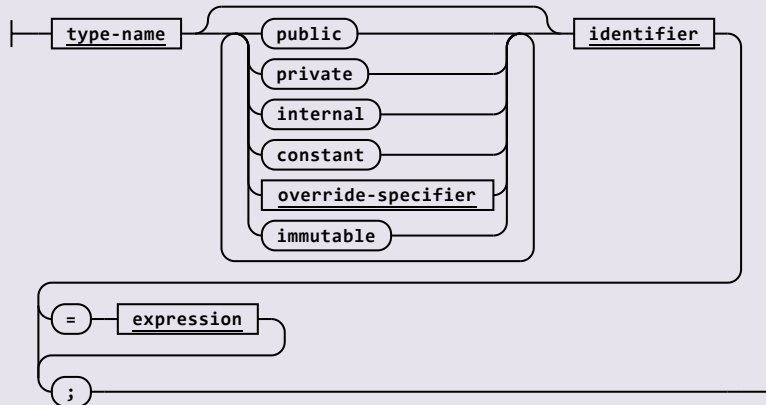 type-name public identifier
private
internal
constant
override-specifier
immutable
= expression
;